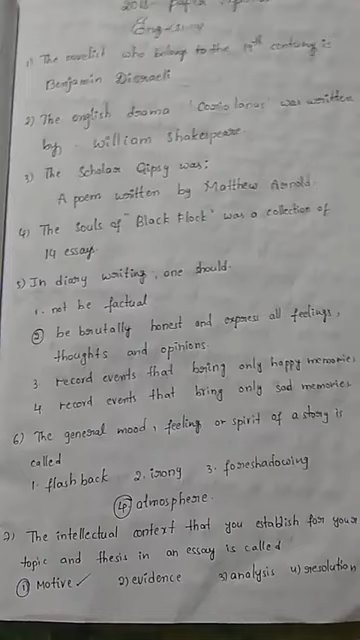 2018
English
1) The novelist who belong to the 19th century is
Benjamin Disraeli
2) The english drama 'Coriolanus' was written
by - William Shakespeare.
3) The Scholar Gipsy was:
A poem written by Matthew Arnold.
4) The Souls of "Black Flock" was a collection of
14 essays.
5) In diary writing, one should.
1. not be factual
2) be brutally honest and express all feelings,
thoughts and opinions.
3 record events that bring only happy memories
4. record events that bring only sad memories
6) The general mood, feeling or spirit of a story is
called
1. flash back 2. irony 3. foreshadowing
4) atmosphere.
7) The intellectual context that you establish for your
topic and thesis in an essay is called
1) Motive ✓ 2) evidence 3) analysis 4) resolution